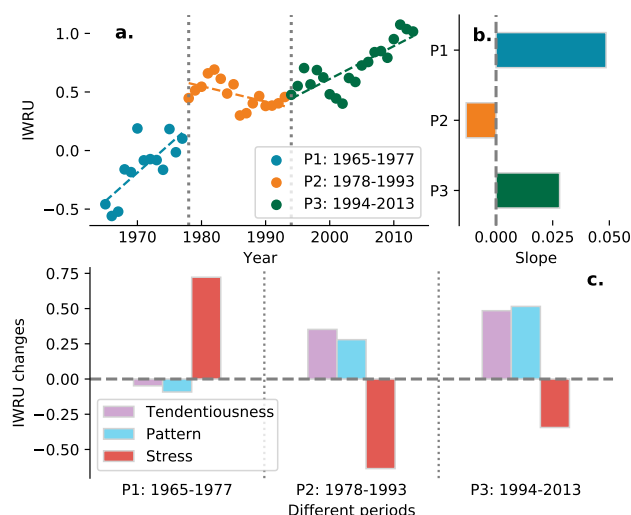 a.
1.0
0.5
0.0
−0.5
IWRU
P1: 1965-1977
P2: 1978-1993
P3: 1994-2013
1970
1980
1990
2000
2010
Year
b.
P1
P2
P3
0.000
0.025
0.050
Slope
c.
0.75
0.50
0.25
0.00
−0.25
−0.50
IWRU changes
Tendentiousness
Pattern
Stress
P1: 1965-1977
P2: 1978-1993
P3: 1994-2013
Different periods